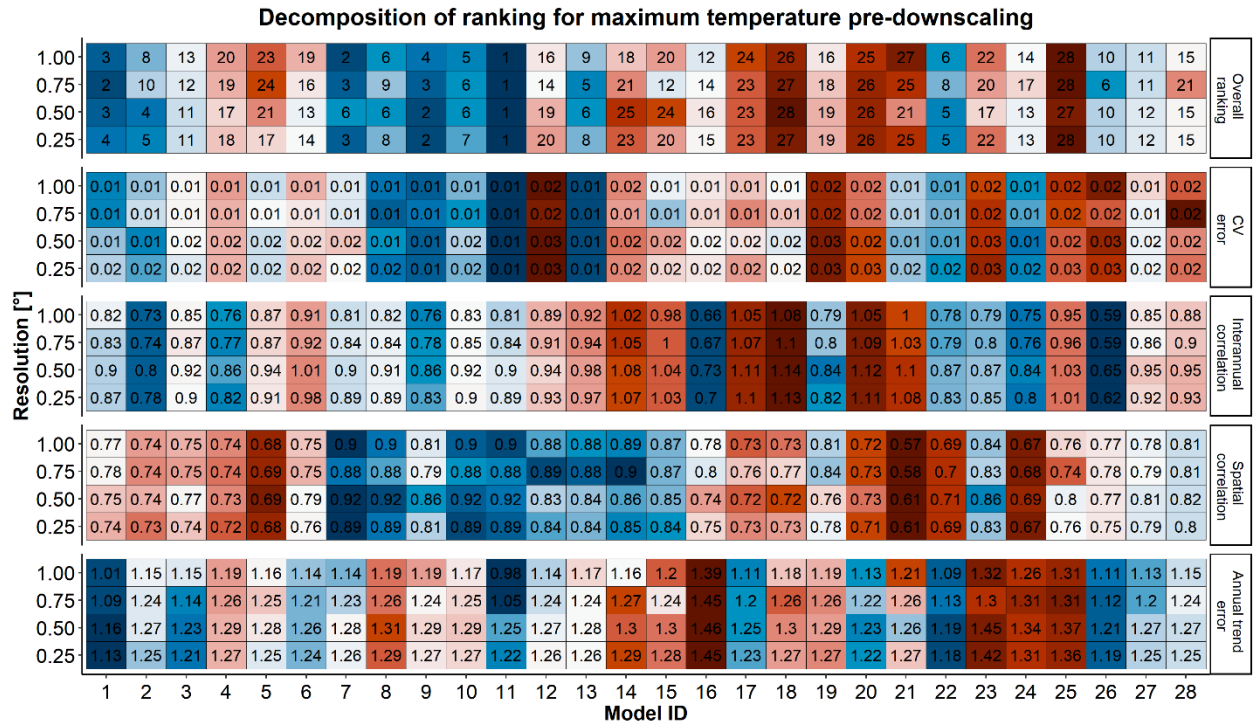 Decomposition of ranking for maximum temperature pre-downscaling
1.00 3 8 13 20 23 19 2 6 4 5 1 16 9 18 20 12 24 26 16 25 27 6 22 14 28 10 11 15
0.75 2 10 12 19 24 16 3 9 3 6 1 14 5 21 12 14 23 27 18 26 25 8 20 17 28 6 11 21
0.50 3 4 11 17 21 13 6 6 2 6 1 19 6 25 24 16 23 28 19 26 21 5 17 13 27 10 12 15
0.25 4 5 11 18 17 14 3 8 2 7 1 20 8 23 20 15 23 27 19 26 25 5 22 13 28 10 12 15
Overall
ranking
1.00 0.01 0.01 0.01 0.01 0.01 0.01 0.01 0.01 0.01 0.01 0.01 0.02 0.01 0.02 0.01 0.01 0.01 0.01 0.02 0.02 0.01 0.01 0.02 0.01 0.02 0.02 0.01 0.02
0.75 0.01 0.01 0.01 0.01 0.01 0.01 0.01 0.01 0.01 0.01 0.01 0.02 0.01 0.01 0.01 0.01 0.01 0.01 0.02 0.02 0.01 0.01 0.02 0.01 0.02 0.02 0.01 0.02
0.50 0.01 0.01 0.02 0.02 0.02 0.02 0.02 0.01 0.01 0.02 0.01 0.03 0.01 0.02 0.02 0.02 0.02 0.02 0.03 0.02 0.01 0.01 0.03 0.01 0.02 0.03 0.02 0.02
0.25 0.02 0.02 0.02 0.02 0.02 0.02 0.02 0.01 0.01 0.02 0.01 0.03 0.01 0.02 0.02 0.02 0.02 0.02 0.03 0.03 0.02 0.02 0.03 0.02 0.03 0.03 0.02 0.02
CV
error
1.00 0.82 0.73 0.85 0.76 0.87 0.91 0.81 0.82 0.76 0.83 0.81 0.89 0.92 1.02 0.98 0.66 1.05 1.08 0.79 1.05 1 0.78 0.79 0.75 0.95 0.59 0.85 0.88
0.75 0.83 0.74 0.87 0.77 0.87 0.92 0.84 0.84 0.78 0.85 0.84 0.91 0.94 1.05 1 0.67 1.07 1.1 0.8 1.09 1.03 0.79 0.8 0.76 0.96 0.59 0.86 0.9
0.50 0.9 0.8 0.92 0.86 0.94 1.01 0.9 0.91 0.86 0.92 0.9 0.94 0.98 1.08 1.04 0.73 1.11 1.14 0.84 1.12 1.1 0.87 0.87 0.84 1.03 0.65 0.95 0.95
0.25 0.87 0.78 0.9 0.82 0.91 0.98 0.89 0.89 0.83 0.9 0.89 0.93 0.97 1.07 1.03 0.7 1.1 1.13 0.82 1.11 1.08 0.83 0.85 0.8 1.01 0.62 0.92 0.93
Interannual
correlation
1.00 0.77 0.74 0.75 0.74 0.68 0.75 0.9 0.9 0.81 0.9 0.9 0.88 0.88 0.89 0.87 0.78 0.73 0.73 0.81 0.72 0.57 0.69 0.84 0.67 0.76 0.77 0.78 0.81
0.75 0.78 0.74 0.75 0.74 0.69 0.75 0.88 0.88 0.79 0.88 0.88 0.89 0.88 0.9 0.86 0.8 0.76 0.77 0.84 0.73 0.58 0.7 0.83 0.68 0.74 0.78 0.79 0.81
0.50 0.75 0.74 0.77 0.73 0.69 0.79 0.92 0.92 0.86 0.92 0.92 0.83 0.84 0.86 0.85 0.74 0.72 0.72 0.76 0.73 0.61 0.71 0.86 0.69 0.8 0.77 0.81 0.82
0.25 0.74 0.73 0.74 0.72 0.68 0.76 0.89 0.89 0.81 0.89 0.89 0.84 0.84 0.85 0.84 0.75 0.73 0.73 0.78 0.71 0.61 0.69 0.83 0.67 0.76 0.75 0.79 0.8
Spatial
correlation
1.00 1.01 1.15 1.15 1.19 1.16 1.14 1.14 1.19 1.19 1.17 0.98 1.14 1.17 1.16 1.2 1.39 1.11 1.18 1.19 1.13 1.21 1.09 1.32 1.26 1.31 1.11 1.13 1.15
0.75 1.09 1.24 1.14 1.26 1.25 1.21 1.23 1.26 1.24 1.25 1.05 1.24 1.24 1.27 1.24 1.45 1.2 1.26 1.26 1.22 1.26 1.13 1.3 1.31 1.31 1.12 1.2 1.24
0.50 1.16 1.27 1.23 1.29 1.28 1.26 1.28 1.31 1.29 1.29 1.25 1.27 1.28 1.3 1.3 1.46 1.25 1.3 1.29 1.23 1.26 1.19 1.45 1.34 1.37 1.21 1.27 1.27
0.25 1.13 1.25 1.21 1.27 1.25 1.24 1.26 1.29 1.27 1.27 1.22 1.26 1.26 1.29 1.28 1.45 1.23 1.27 1.27 1.22 1.27 1.18 1.42 1.31 1.36 1.19 1.25 1.25
Annual trend
error
Resolution [°]
1 2 3 4 5 6 7 8 9 10 11 12 13 14 15 16 17 18 19 20 21 22 23 24 25 26 27 28
Model ID